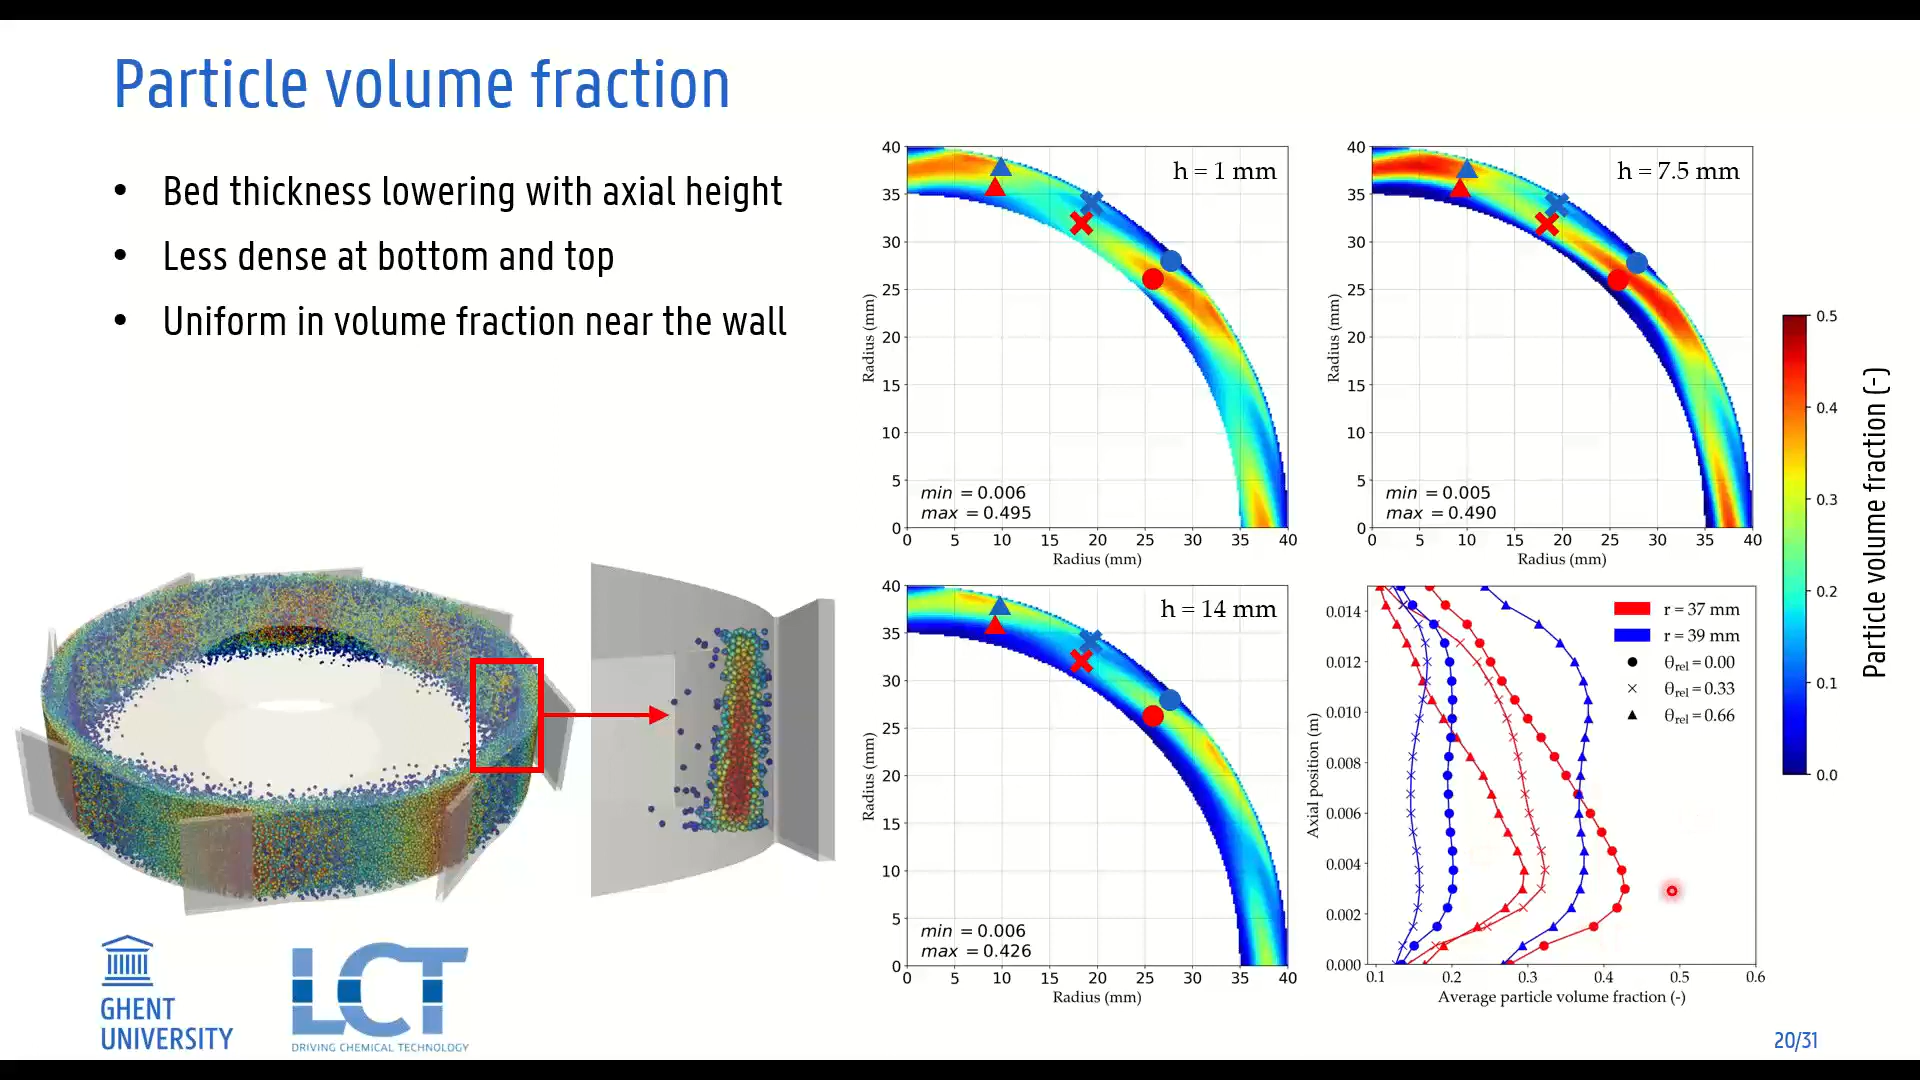 Particle volume fraction
• Bed thickness lowering with axial height
• Less dense at bottom and top
• Uniform in volume fraction near the wall
40
35
30
25
20
15
10
5
0
Radius (mm)
h = 1 mm
min = 0.006
max = 0.495
0 5 10 15 20 25 30 35 40
Radius (mm)
40
35
30
25
20
15
10
5
0
Radius (mm)
h = 7.5 mm
min = 0.005
max = 0.490
0 5 10 15 20 25 30 35 40
Radius (mm)
0.5
0.4
0.3
0.2
0.1
0.0
Particle volume fraction (-)
40
35
30
25
20
15
10
5
0
Radius (mm)
h = 14 mm
min = 0.006
max = 0.426
0 5 10 15 20 25 30 35 40
Radius (mm)
0.014
0.012
0.010
0.008
0.006
0.004
0.002
0.000
Axial position (m)
r = 37 mm
r = 39 mm
θrel = 0.00
θrel = 0.33
θrel = 0.66
0.1 0.2 0.3 0.4 0.5 0.6
Average particle volume fraction (-)
GHENT
UNIVERSITY
LCT
DRIVING CHEMICAL TECHNOLOGY
20/31